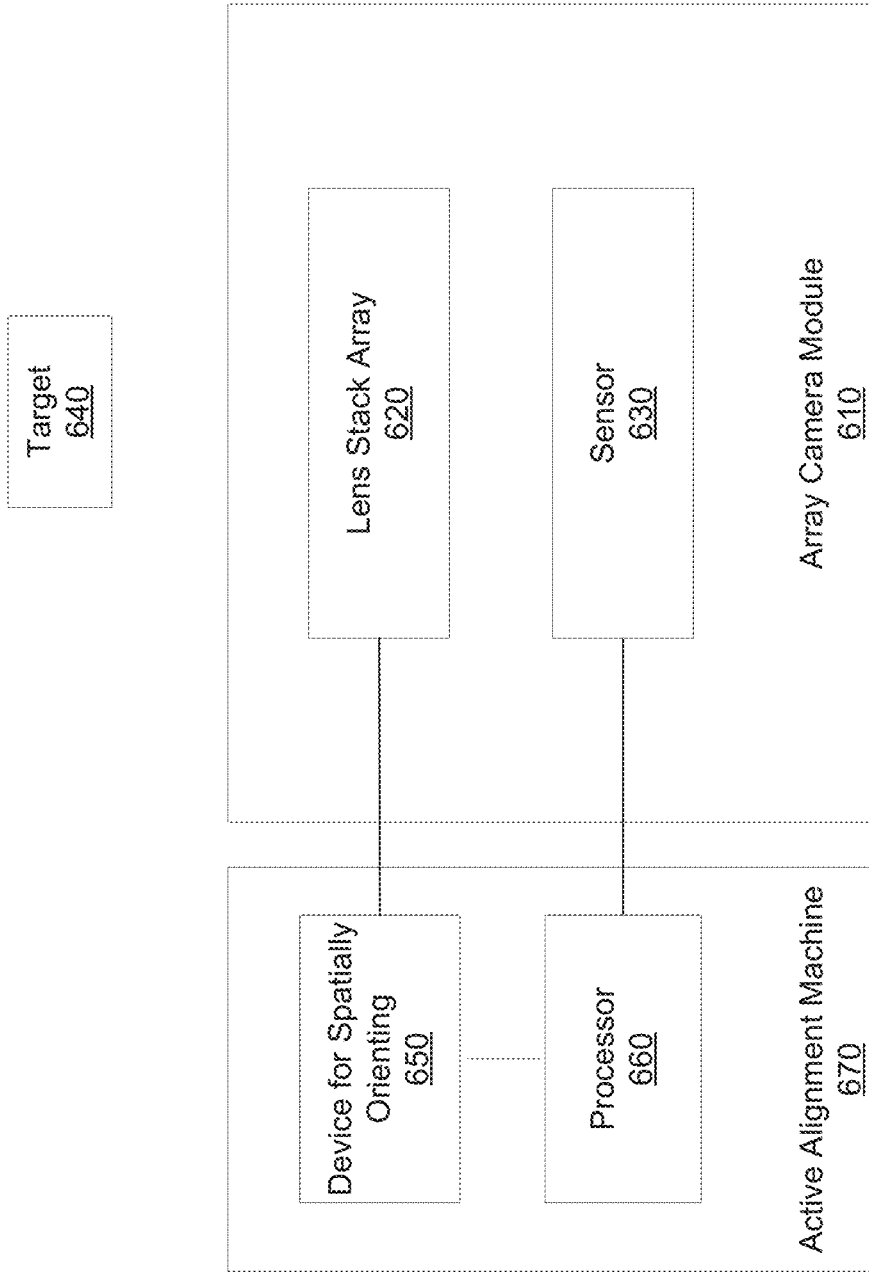 Target
640
Lens Stack Array
620
Sensor
630
Array Camera Module
610
Device for Spatially
Orienting
650
Processor
660
Active Alignment Machine
670